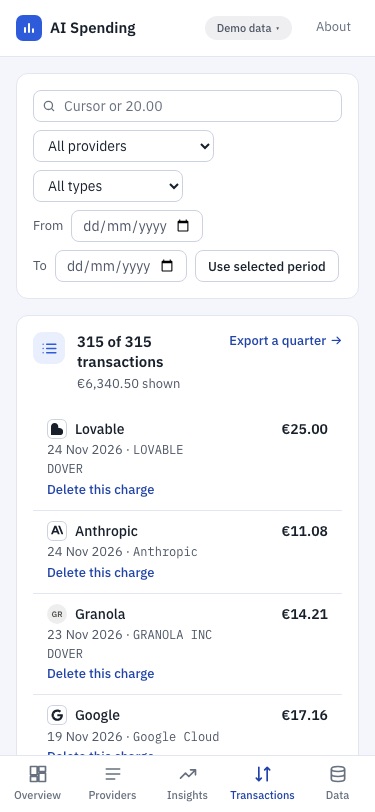 AI Spending
Demo data
About
Cursor or 20.00
All providers
All types
From dd/mm/yyyy
To dd/mm/yyyy Use selected period
315 of 315
transactions
Export a quarter →
€6,340.50 shown
Lovable €25.00
24 Nov 2026 · LOVABLE
DOVER
Delete this charge
Anthropic €11.08
24 Nov 2026 · Anthropic
Delete this charge
GR Granola €14.21
23 Nov 2026 · GRANOLA INC
DOVER
Delete this charge
G Google €17.16
19 Nov 2026 · Google Cloud
Delete this charge
Overview Providers Insights Transactions Data